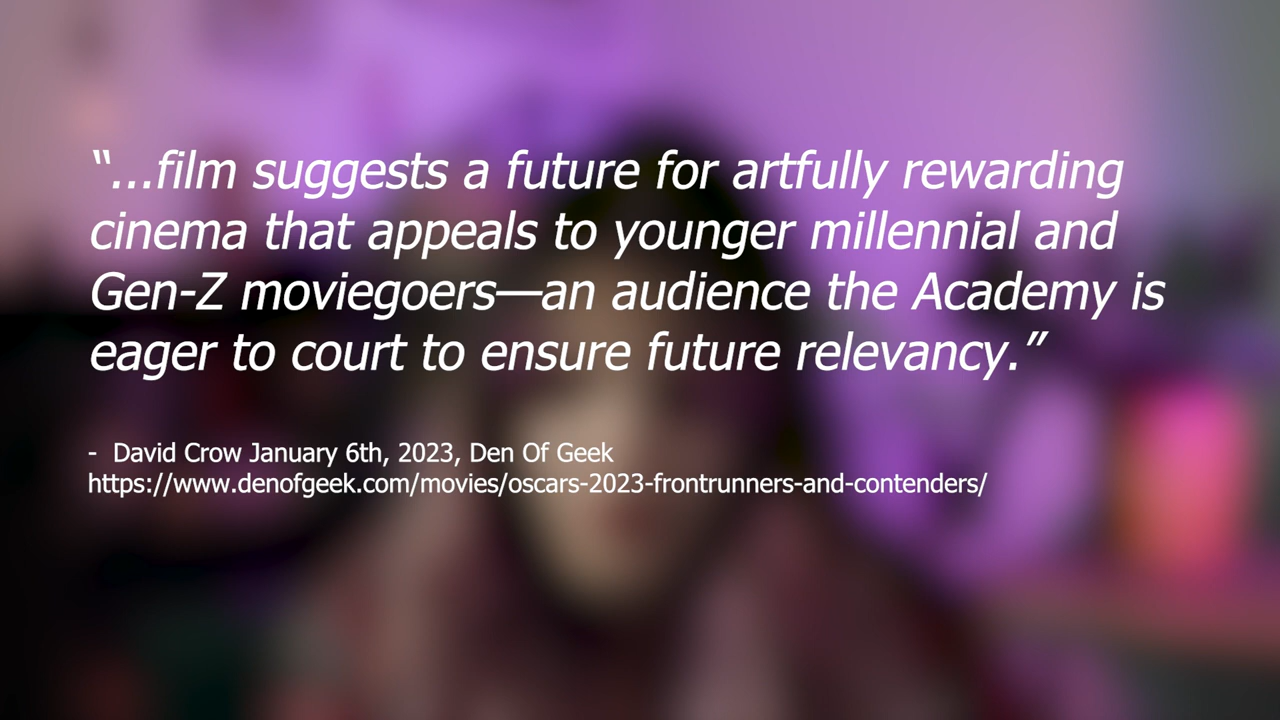 “...film suggests a future for artfully rewarding
cinema that appeals to younger millennial and
Gen-Z moviegoers—an audience the Academy is
eager to court to ensure future relevancy.”
- David Crow January 6th, 2023, Den Of Geek
https://www.denofgeek.com/movies/oscars-2023-frontrunners-and-contenders/